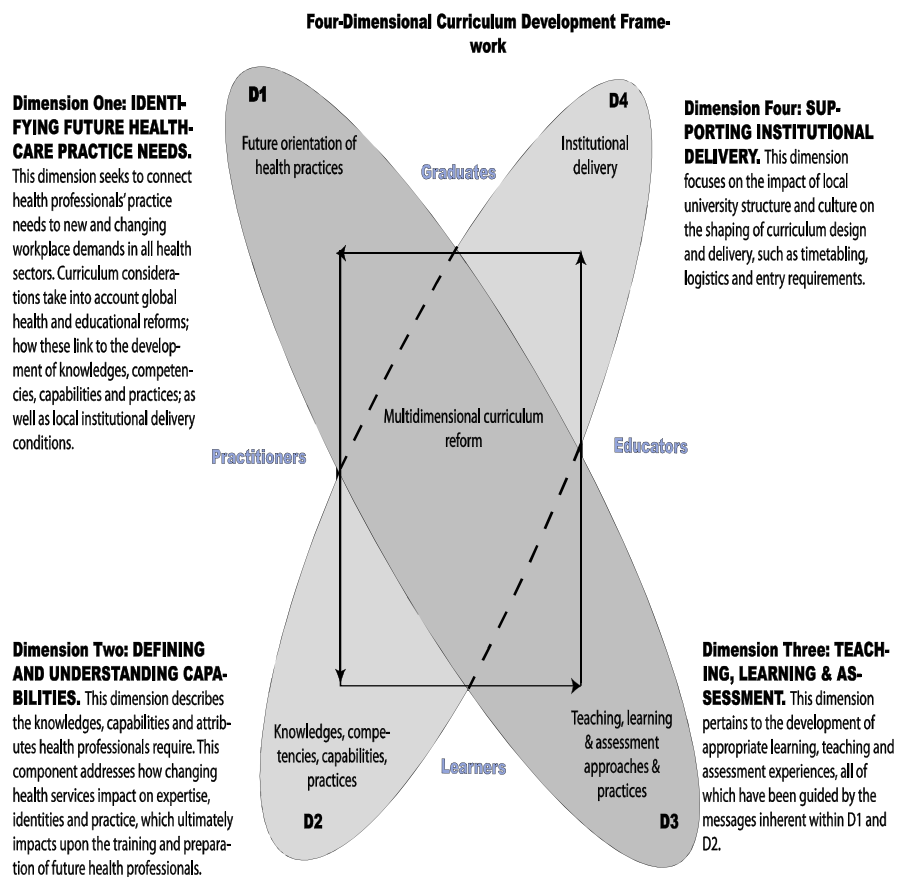 Four-Dimensional Curriculum Development Frame-
work
Dimension One: IDENTI-
FYING FUTURE HEALTH-
CARE PRACTICE NEEDS.
This dimension seeks to connect
health professionals' practice
needs to new and changing
workplace demands in all health
sectors. Curriculum considera-
tions take into account global
health and educational reforms;
how these link to the develop-
ment of knowledges, competen-
cies, capabilities and practices; as
well as local institutional delivery
conditions.
D1
Future orientation of
health practices
Graduates
D4
Institutional
delivery
Dimension Four: SUP-
PORTING INSTITUTIONAL
DELIVERY. This dimension
focuses on the impact of local
university structure and culture on
the shaping of curriculum design
and delivery, such as timetabling,
logistics and entry requirements.
Multidimensional curriculum
reform
Practitioners
Educators
Dimension Two: DEFINING
AND UNDERSTANDING CAPA-
BILITIES. This dimension describes
the knowledges, capabilities and attrib-
utes health professionals require. This
component addresses how changing
health services impact on expertise,
identities and practice, which ultimately
impacts upon the training and prepara-
tion of future health professionals.
Knowledges, compe-
tencies, capabilities,
practices
D2
Learners
Teaching, learning
& assessment
approaches &
practices
D3
Dimension Three: TEACH-
ING, LEARNING & AS-
SESSMENT. This dimension
pertains to the development of
appropriate learning, teaching and
assessment experiences, all of
which have been guided by the
messages inherent within D1 and
D2.